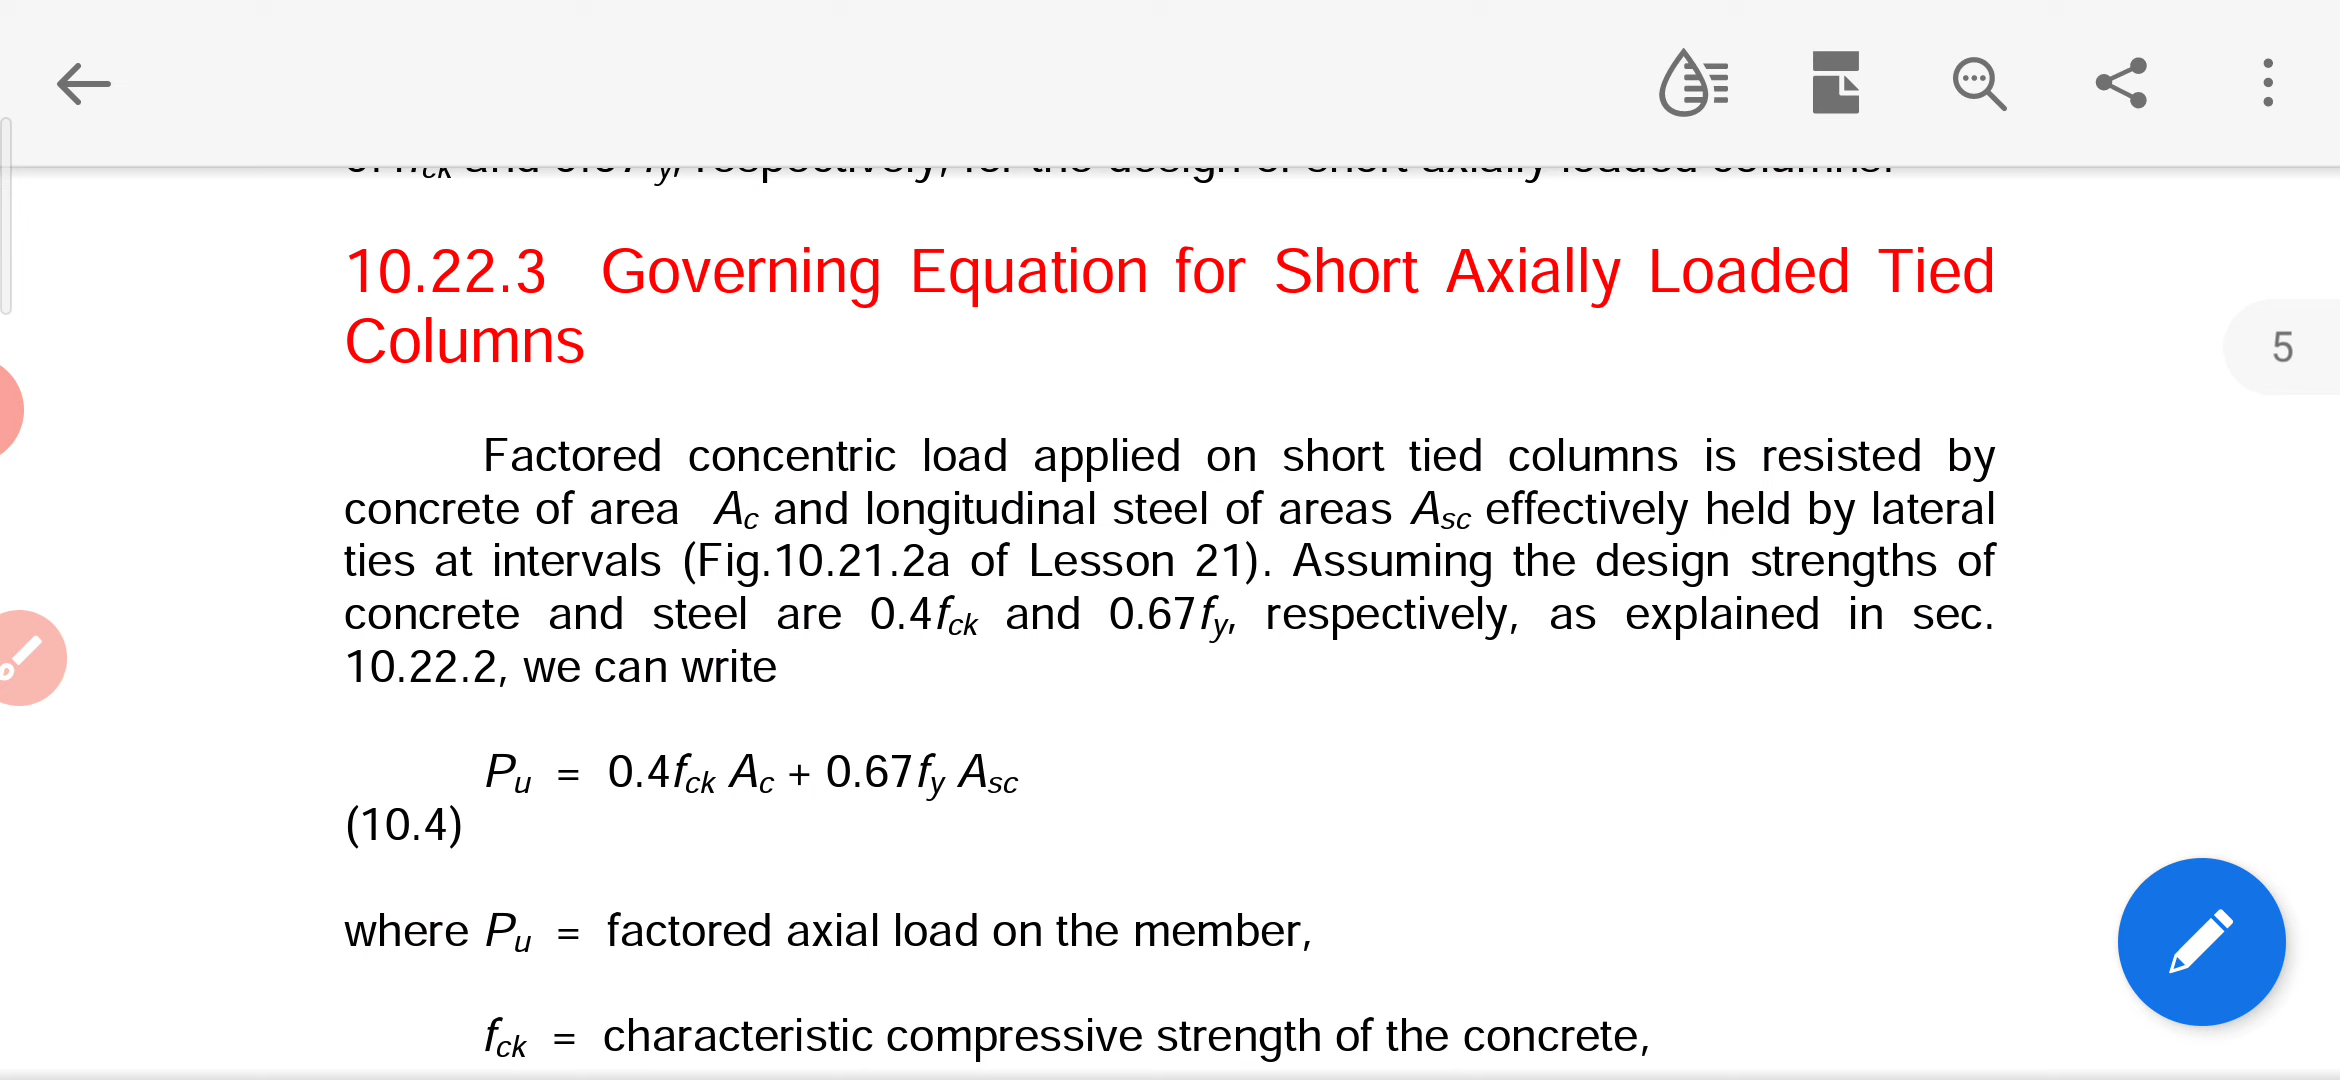 10.22.3 Governing Equation for Short Axially Loaded Tied
Columns
5
Factored concentric load applied on short tied columns is resisted by
concrete of area Ac and longitudinal steel of areas Asc effectively held by lateral
ties at intervals (Fig.10.21.2a of Lesson 21). Assuming the design strengths of
concrete and steel are 0.4fck and 0.67fy, respectively, as explained in sec.
10.22.2, we can write
Pu = 0.4fck Ac + 0.67fy Asc
(10.4)
where Pu = factored axial load on the member,
fck = characteristic compressive strength of the concrete,